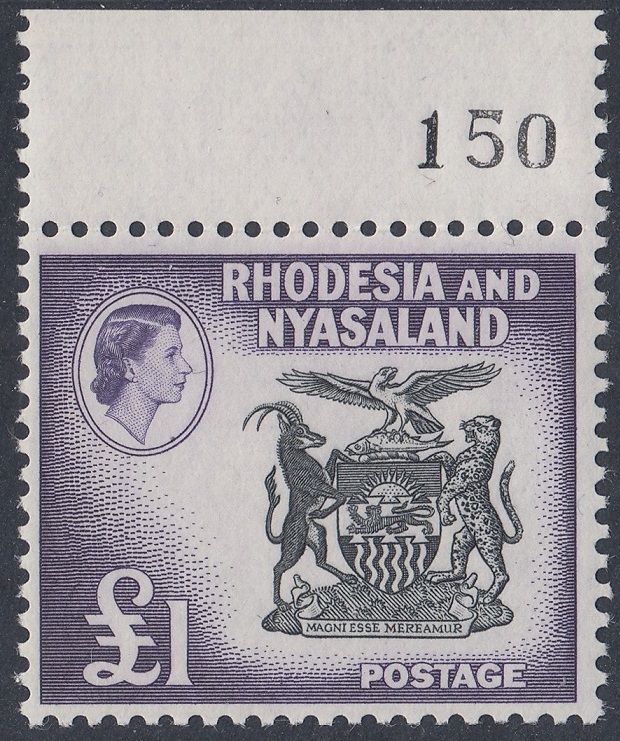 150
RHODESIA AND
NYASALAND
MAGNI ESSE MEREAMUR
£1
POSTAGE